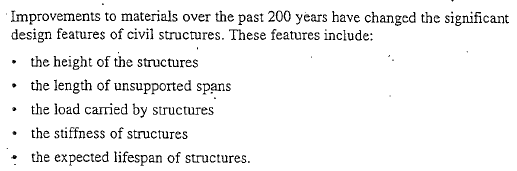 Improvements to materials over the past 200 years have changed the significant
design features of civil structures. These features include:
• the height of the structures
• the length of unsupported spans
• the load carried by structures
• the stiffness of structures
• the expected lifespan of structures.